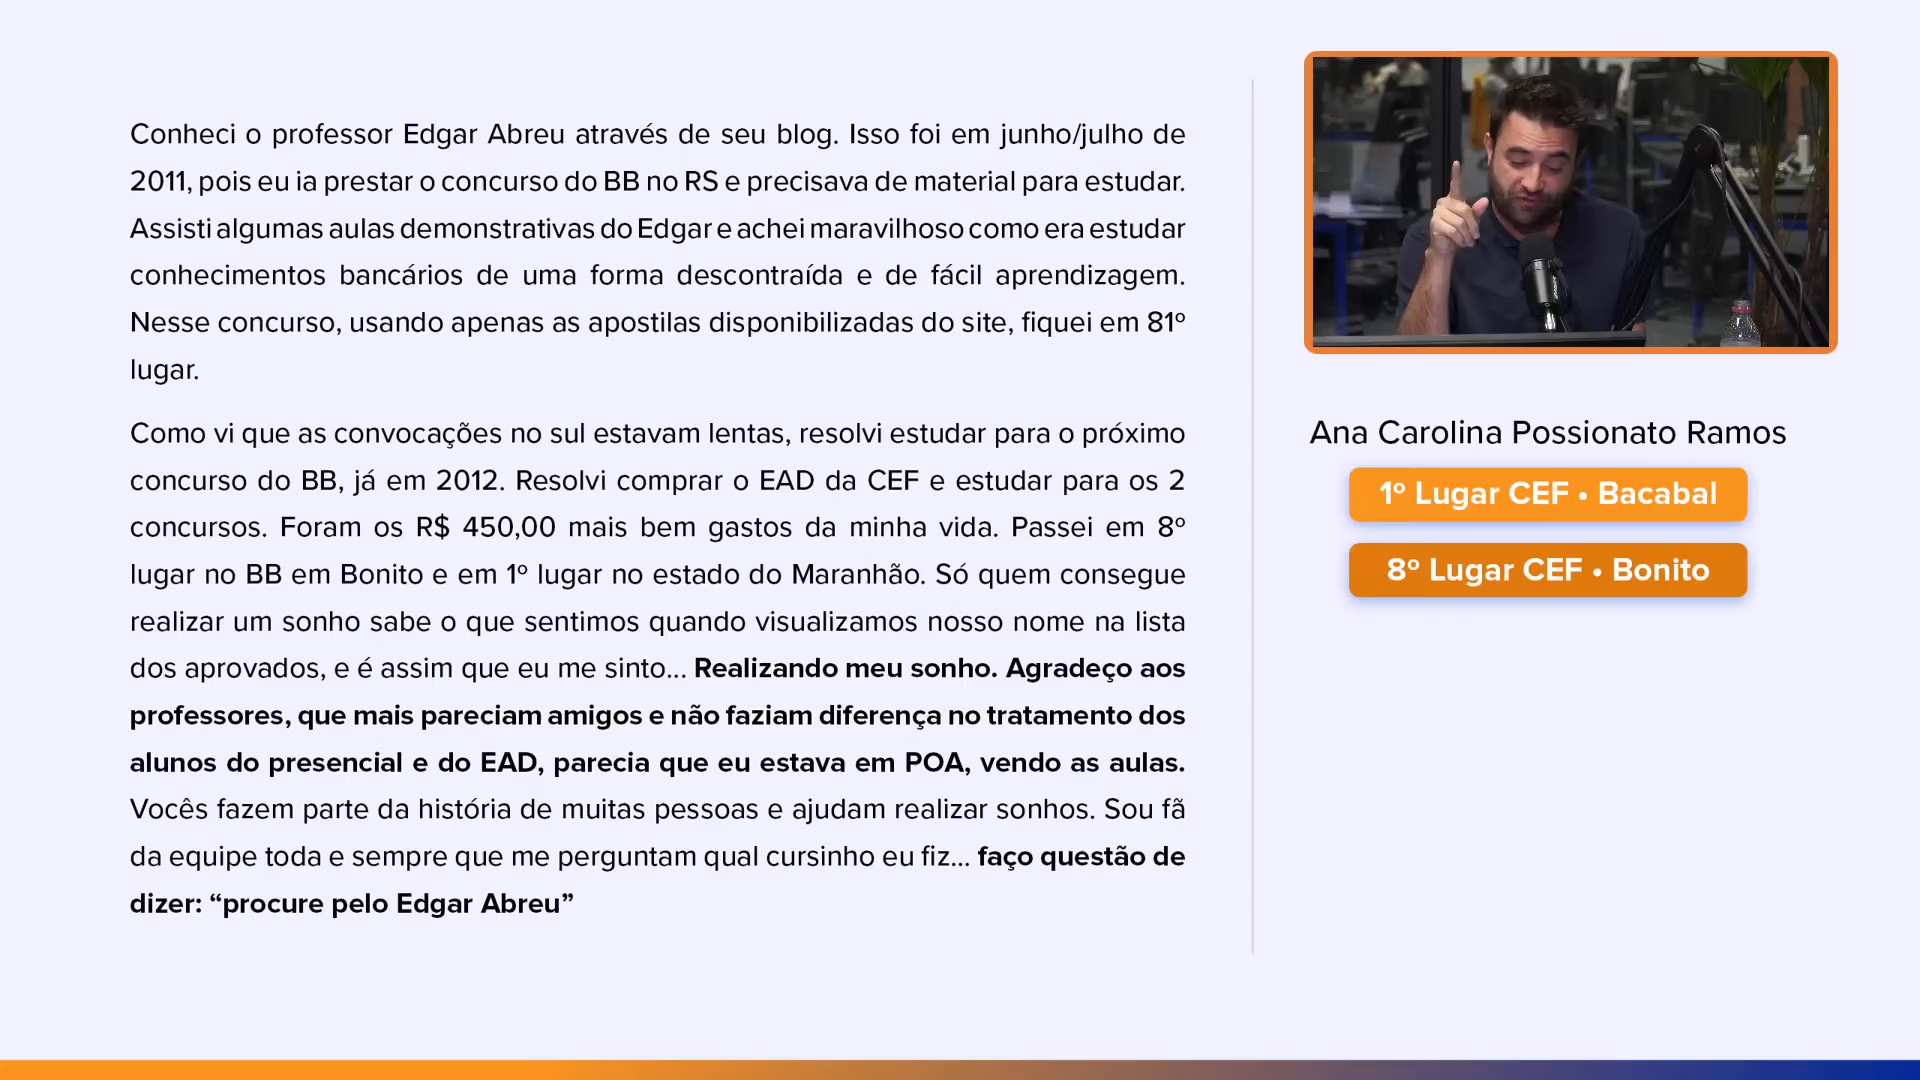 Conheci o professor Edgar Abreu através de seu blog. Isso foi em junho/julho de
2011, pois eu ia prestar o concurso do BB no RS e precisava de material para estudar.
Assisti algumas aulas demonstrativas do Edgar e achei maravilhoso como era estudar
conhecimentos bancários de uma forma descontraída e de fácil aprendizagem.
Nesse concurso, usando apenas as apostilas disponibilizadas do site, fiquei em 81º
lugar.
Como vi que as convocações no sul estavam lentas, resolvi estudar para o próximo
concurso do BB, já em 2012. Resolvi comprar o EAD da CEF e estudar para os 2
concursos. Foram os R$ 450,00 mais bem gastos da minha vida. Passei em 8º
lugar no BB em Bonito e em 1º lugar no estado do Maranhão. Só quem consegue
realizar um sonho sabe o que sentimos quando visualizamos nosso nome na lista
dos aprovados, e é assim que eu me sinto... Realizando meu sonho. Agradeço aos
professores, que mais pareciam amigos e não faziam diferença no tratamento dos
alunos do presencial e do EAD, parecia que eu estava em POA, vendo as aulas.
Vocês fazem parte da história de muitas pessoas e ajudam realizar sonhos. Sou fã
da equipe toda e sempre que me perguntam qual cursinho eu fiz... faço questão de
dizer: “procure pelo Edgar Abreu”
Ana Carolina Possionato Ramos
1º Lugar CEF • Bacabal
8º Lugar CEF • Bonito